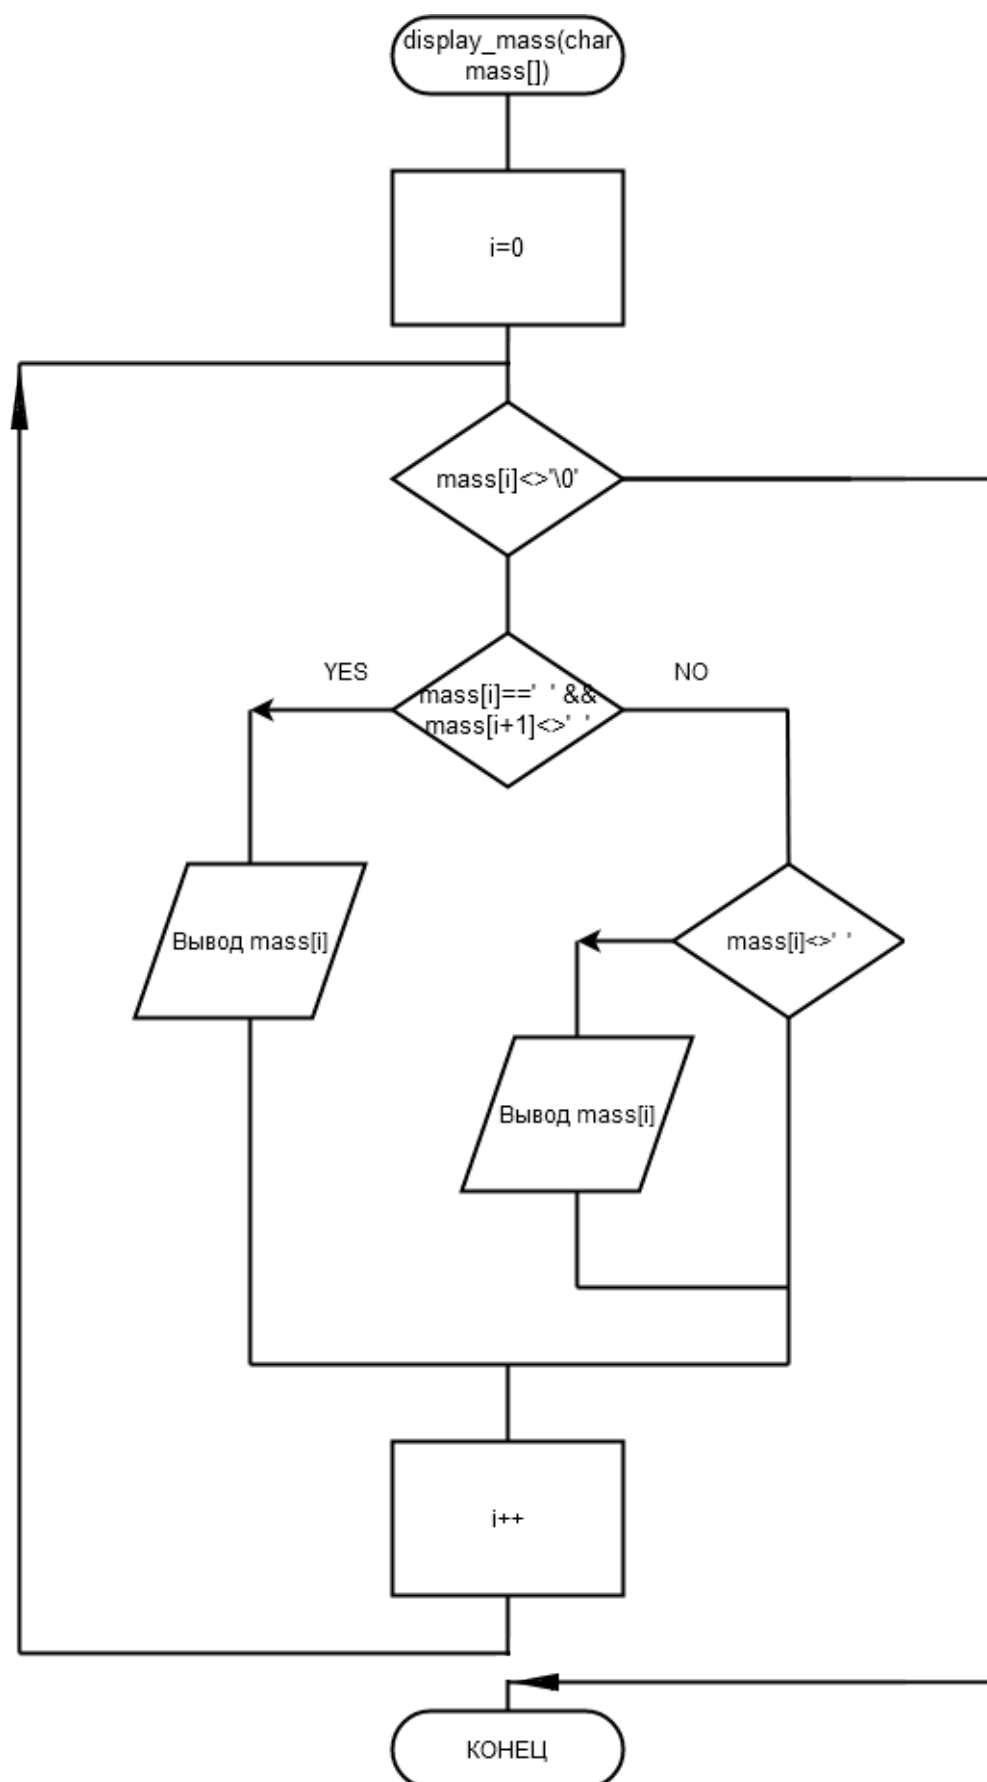 display_mass(char
mass[])
i=0
mass[i]<>'\0'
YES
NO
mass[i]==' ' &&
mass[i+1]<>' '
Вывод mass[i]
mass[i]<>' '
Вывод mass[i]
i++
КОНЕЦ